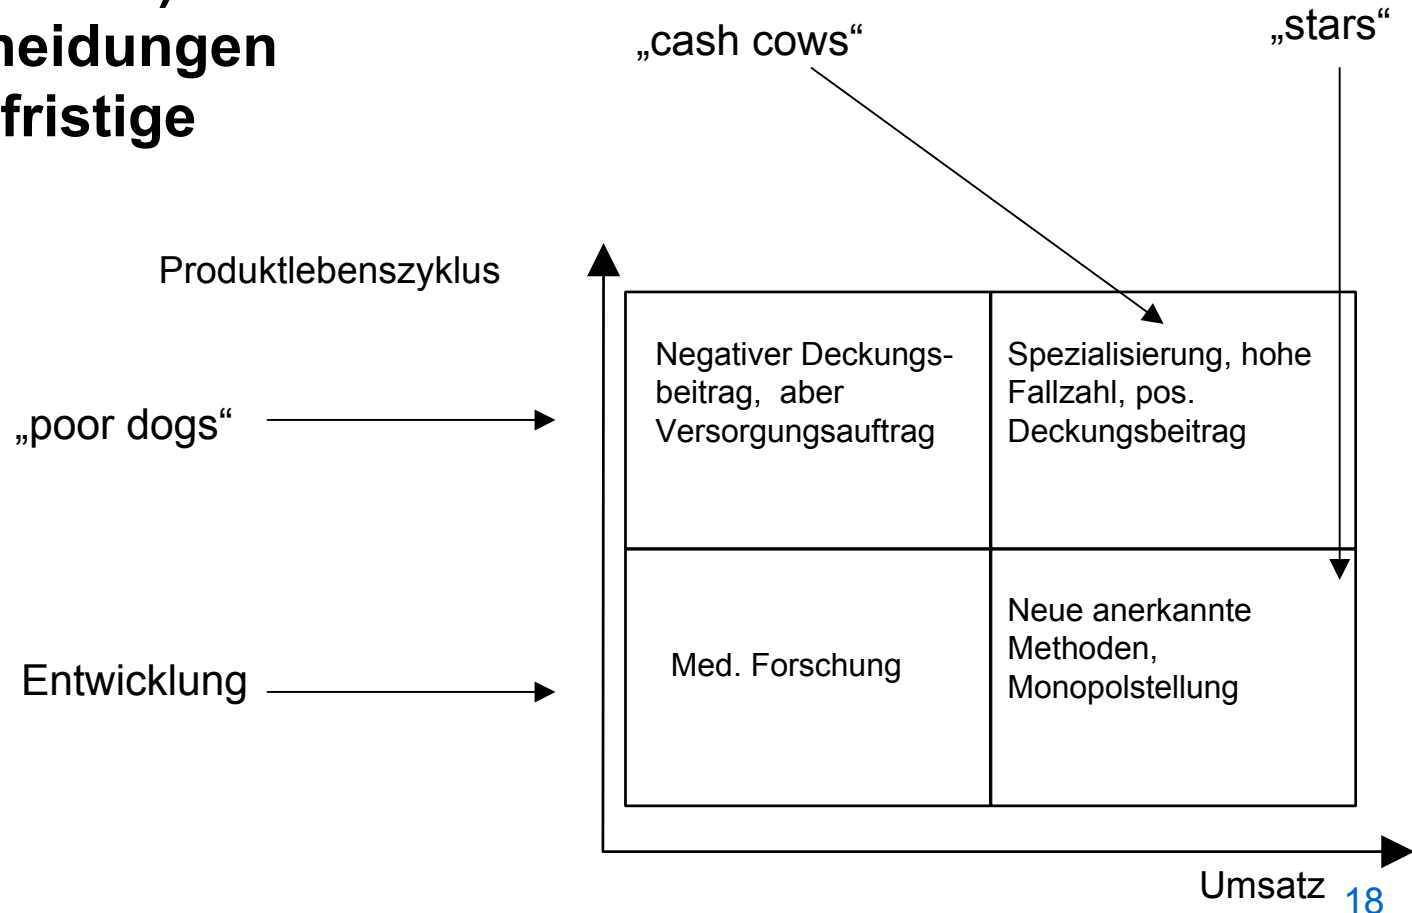 heidungen
fristige
„cash cows“
„stars“
Produktlebenszyklus
Negativer Deckungs-
beitrag, aber
Versorgungsauftrag
Spezialisierung, hohe
Fallzahl, pos.
Deckungsbeitrag
„poor dogs“
Med. Forschung
Neue anerkannte
Methoden,
Monopolstellung
Entwicklung
Umsatz
18